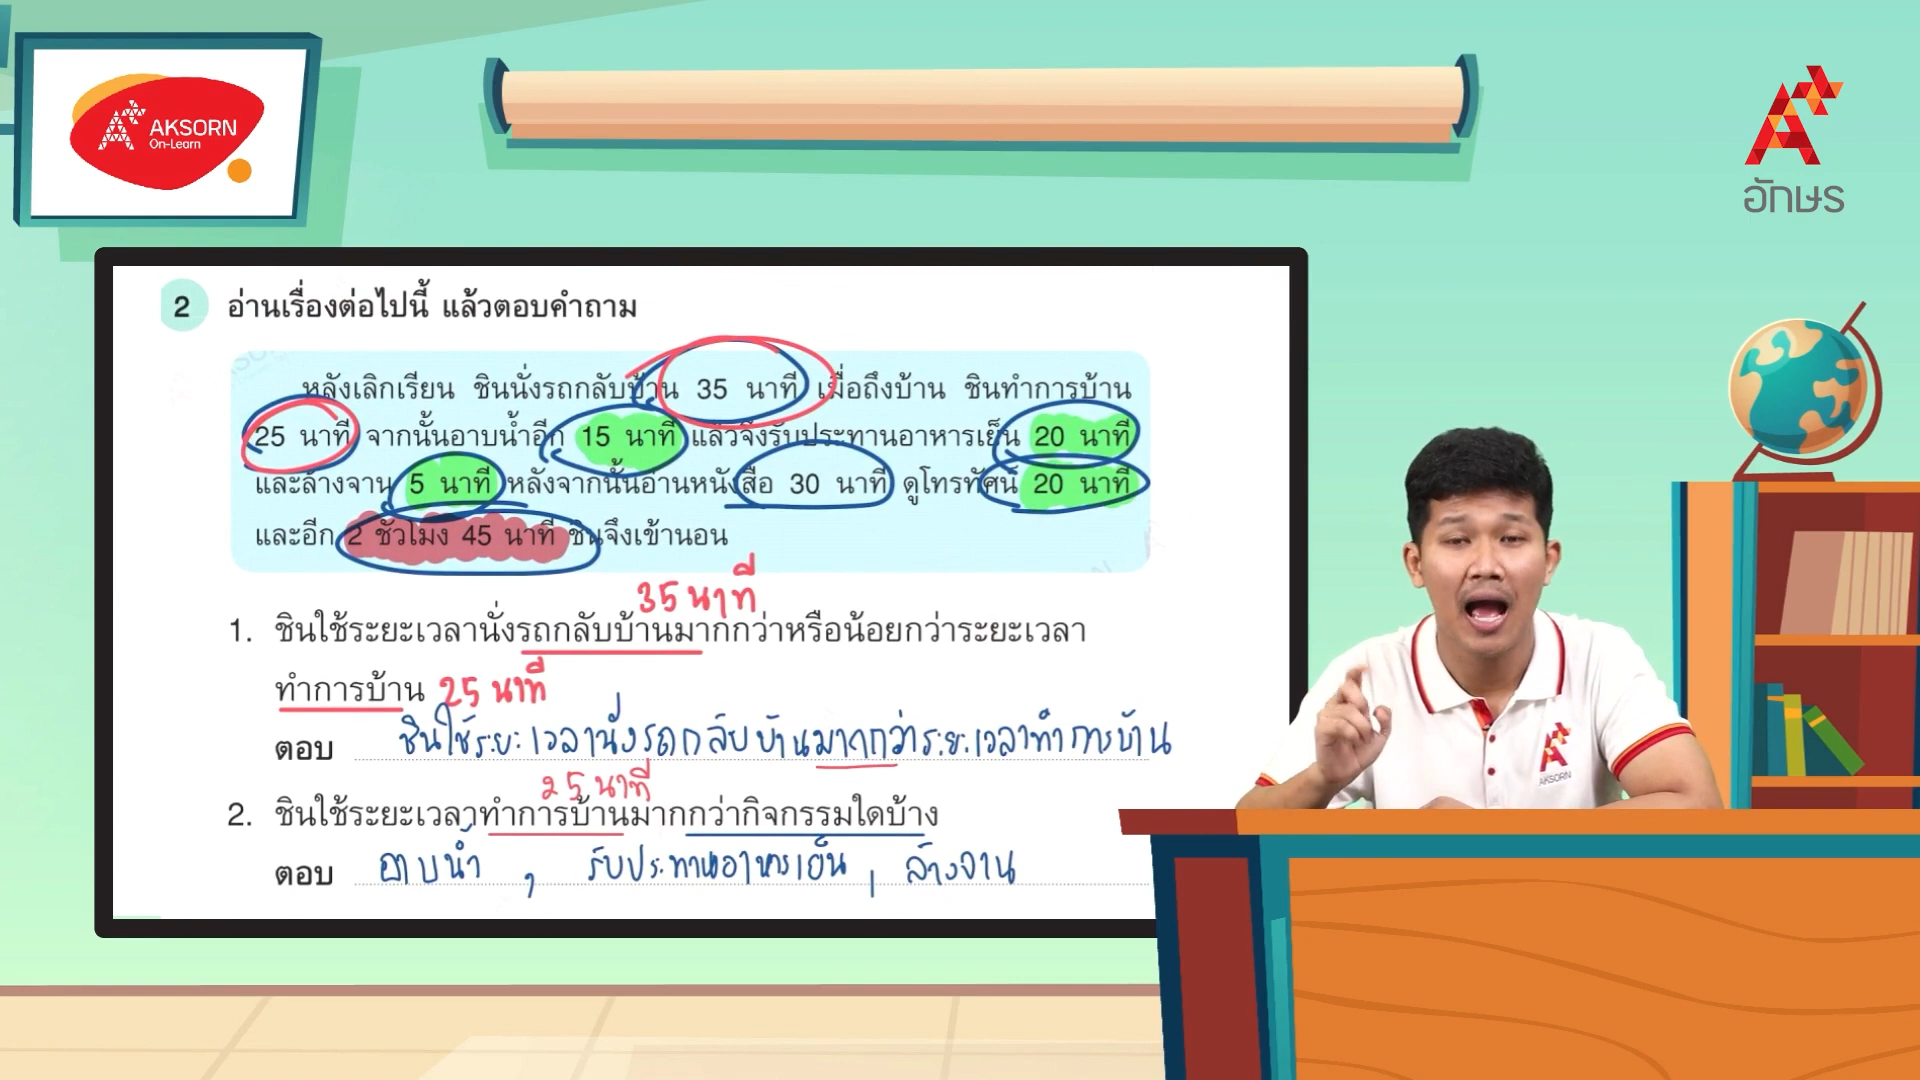 AKSORN
On-Learn
อักษร
2 อ่านเรื่องต่อไปนี้ แล้วตอบคำถาม
หลังเลิกเรียน ชินนั่งรถกลับบ้าน 35 นาที เมื่อถึงบ้าน ชินทำการบ้าน
25 นาที จากนั้นอาบน้ำอีก 15 นาที แล้วจึงรับประทานอาหารเย็น 20 นาที
และล้างจาน 5 นาที หลังจากนั้นอ่านหนังสือ 30 นาที ดูโทรทัศน์ 20 นาที
และอีก 2 ชั่วโมง 45 นาที ชินจึงเข้านอน
35 นาที
1. ชินใช้ระยะเวลานั่งรถกลับบ้านมากกว่าหรือน้อยกว่าระยะเวลา
ทำการบ้าน 25 นาที
ตอบ ชินใช้ระยะเวลานั่งรถกลับบ้านมากกว่าระยะเวลาทำการบ้าน
25 นาที
2. ชินใช้ระยะเวลาทำการบ้านมากกว่ากิจกรรมใดบ้าง
ตอบ อาบน้ำ , รับประทานอาหารเย็น , ล้างจาน
AKSORN